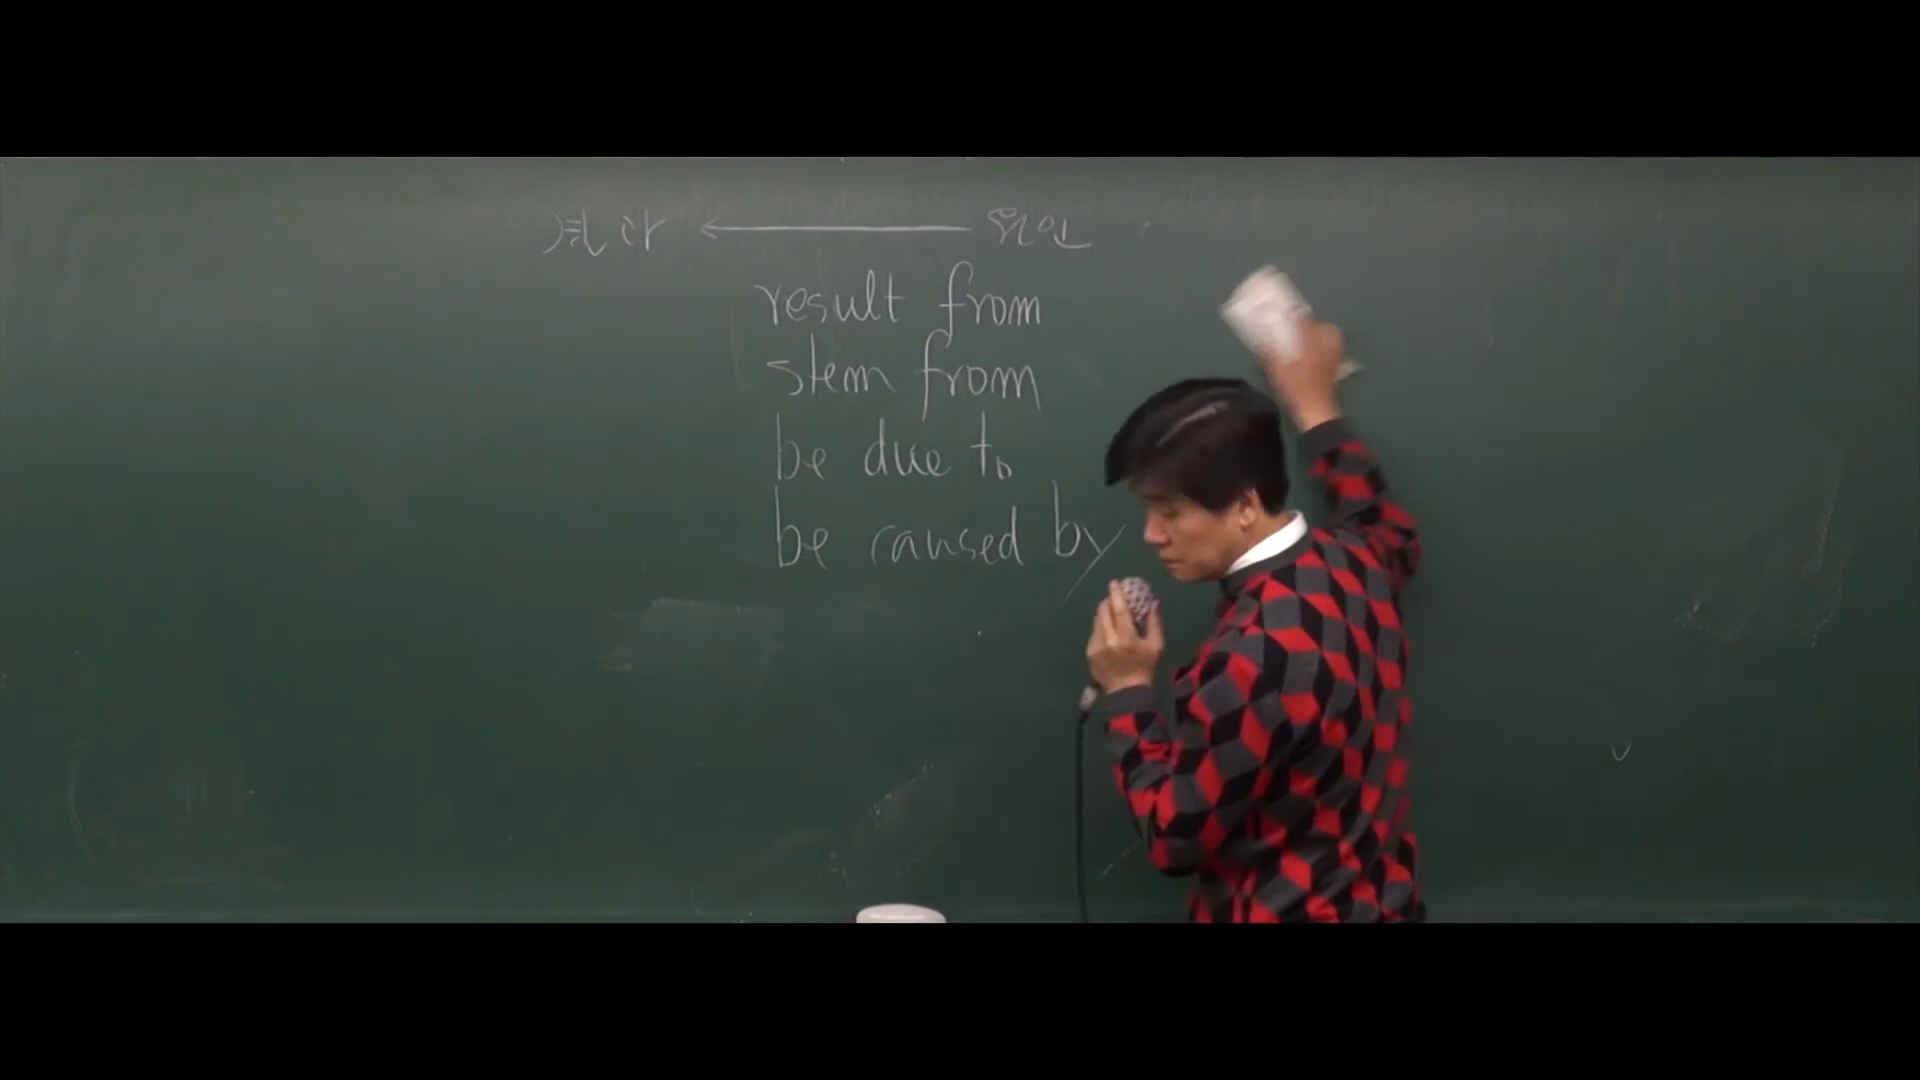 결과 ← 원인
result from
stem from
be due to
be caused by